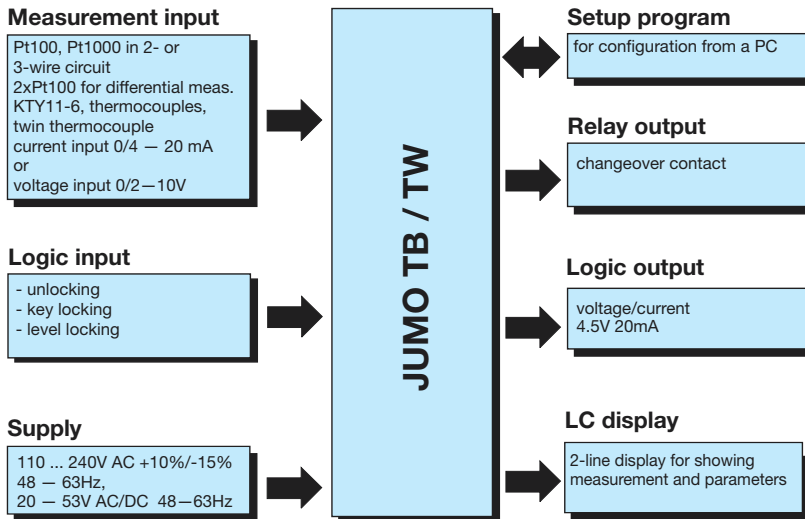 Measurement input
Pt100, Pt1000 in 2- or
3-wire circuit
2xPt100 for differential meas.
KTY11-6, thermocouples,
twin thermocouple
current input 0/4 — 20 mA
or
voltage input 0/2—10V
Logic input
- unlocking
- key locking
- level locking
Supply
110 ... 240V AC +10%/-15%
48 — 63Hz,
20 — 53V AC/DC 48—63Hz
JUMO TB / TW
Setup program
for configuration from a PC
Relay output
changeover contact
Logic output
voltage/current
4.5V 20mA
LC display
2-line display for showing
measurement and parameters